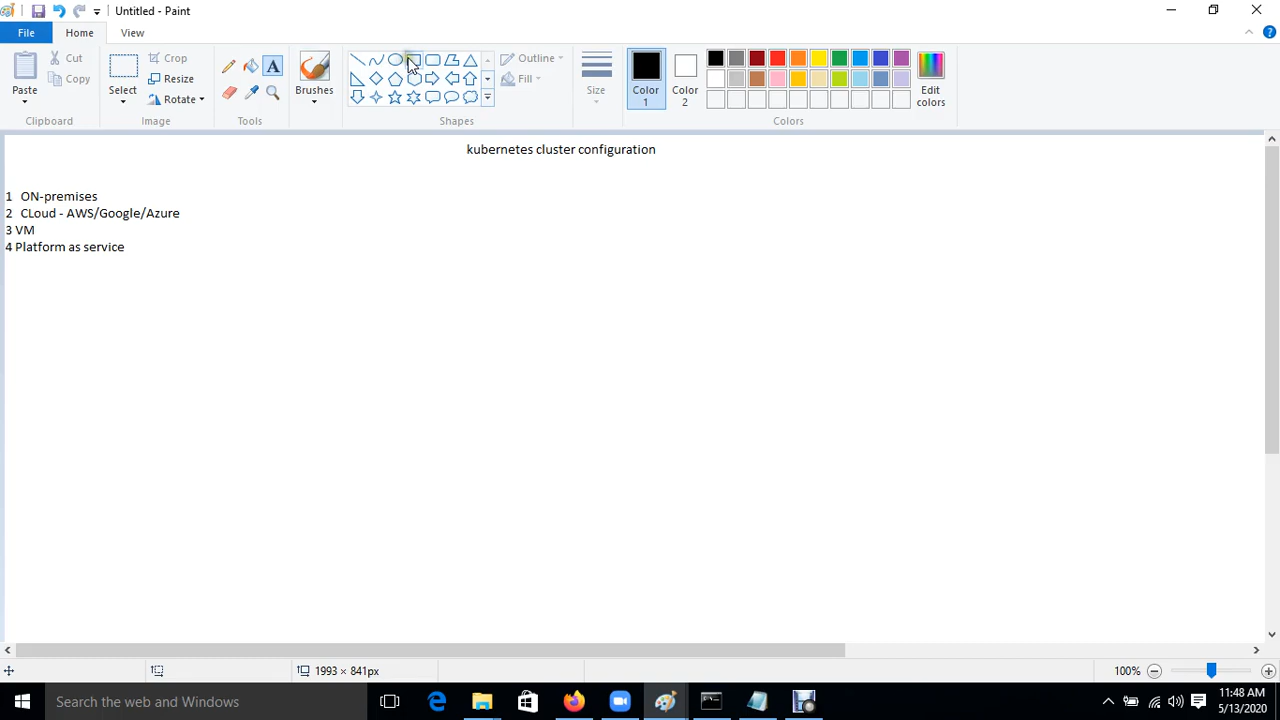 Untitled - Paint
File Home View
Paste
Cut
Copy
Clipboard
Select
Crop
Resize
Rotate
Image
A
Tools
Brushes
Shapes
Outline
Fill
Size
Color 1
Color 2
Edit colors
Colors
kubernetes cluster configuration
1 ON-premises
2 CLoud - AWS/Google/Azure
3 VM
4 Platform as service
1993 × 841px
100%
Search the web and Windows
11:48 AM
5/13/2020